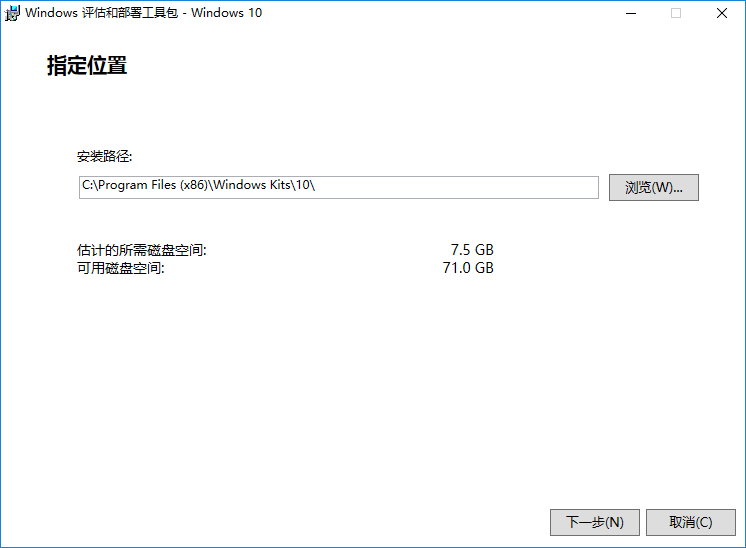 Windows 评估和部署工具包 - Windows 10
指定位置
安装路径:
C:\Program Files (x86)\Windows Kits\10\
浏览(W)...
估计的所需磁盘空间: 7.5 GB
可用磁盘空间: 71.0 GB
下一步(N) 取消(C)